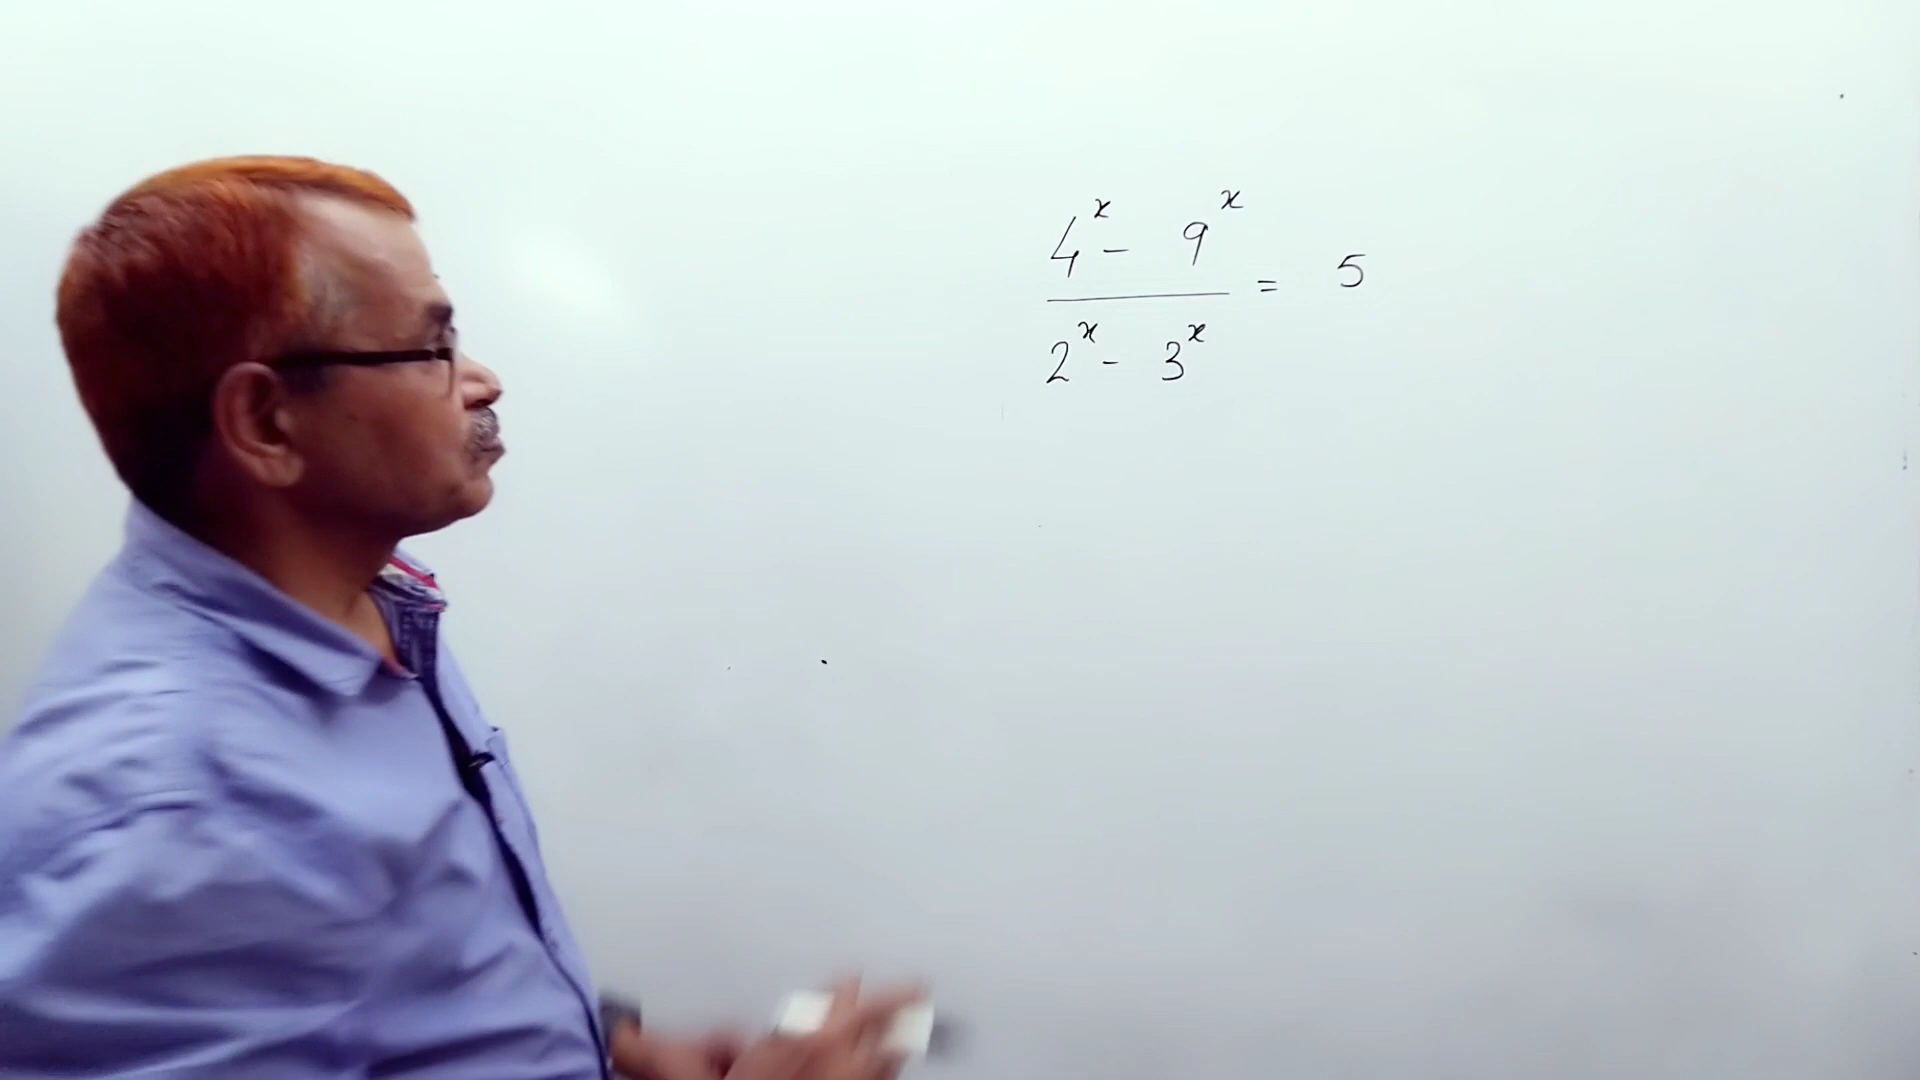 4^x - 9^x
= 5
2^x - 3^x